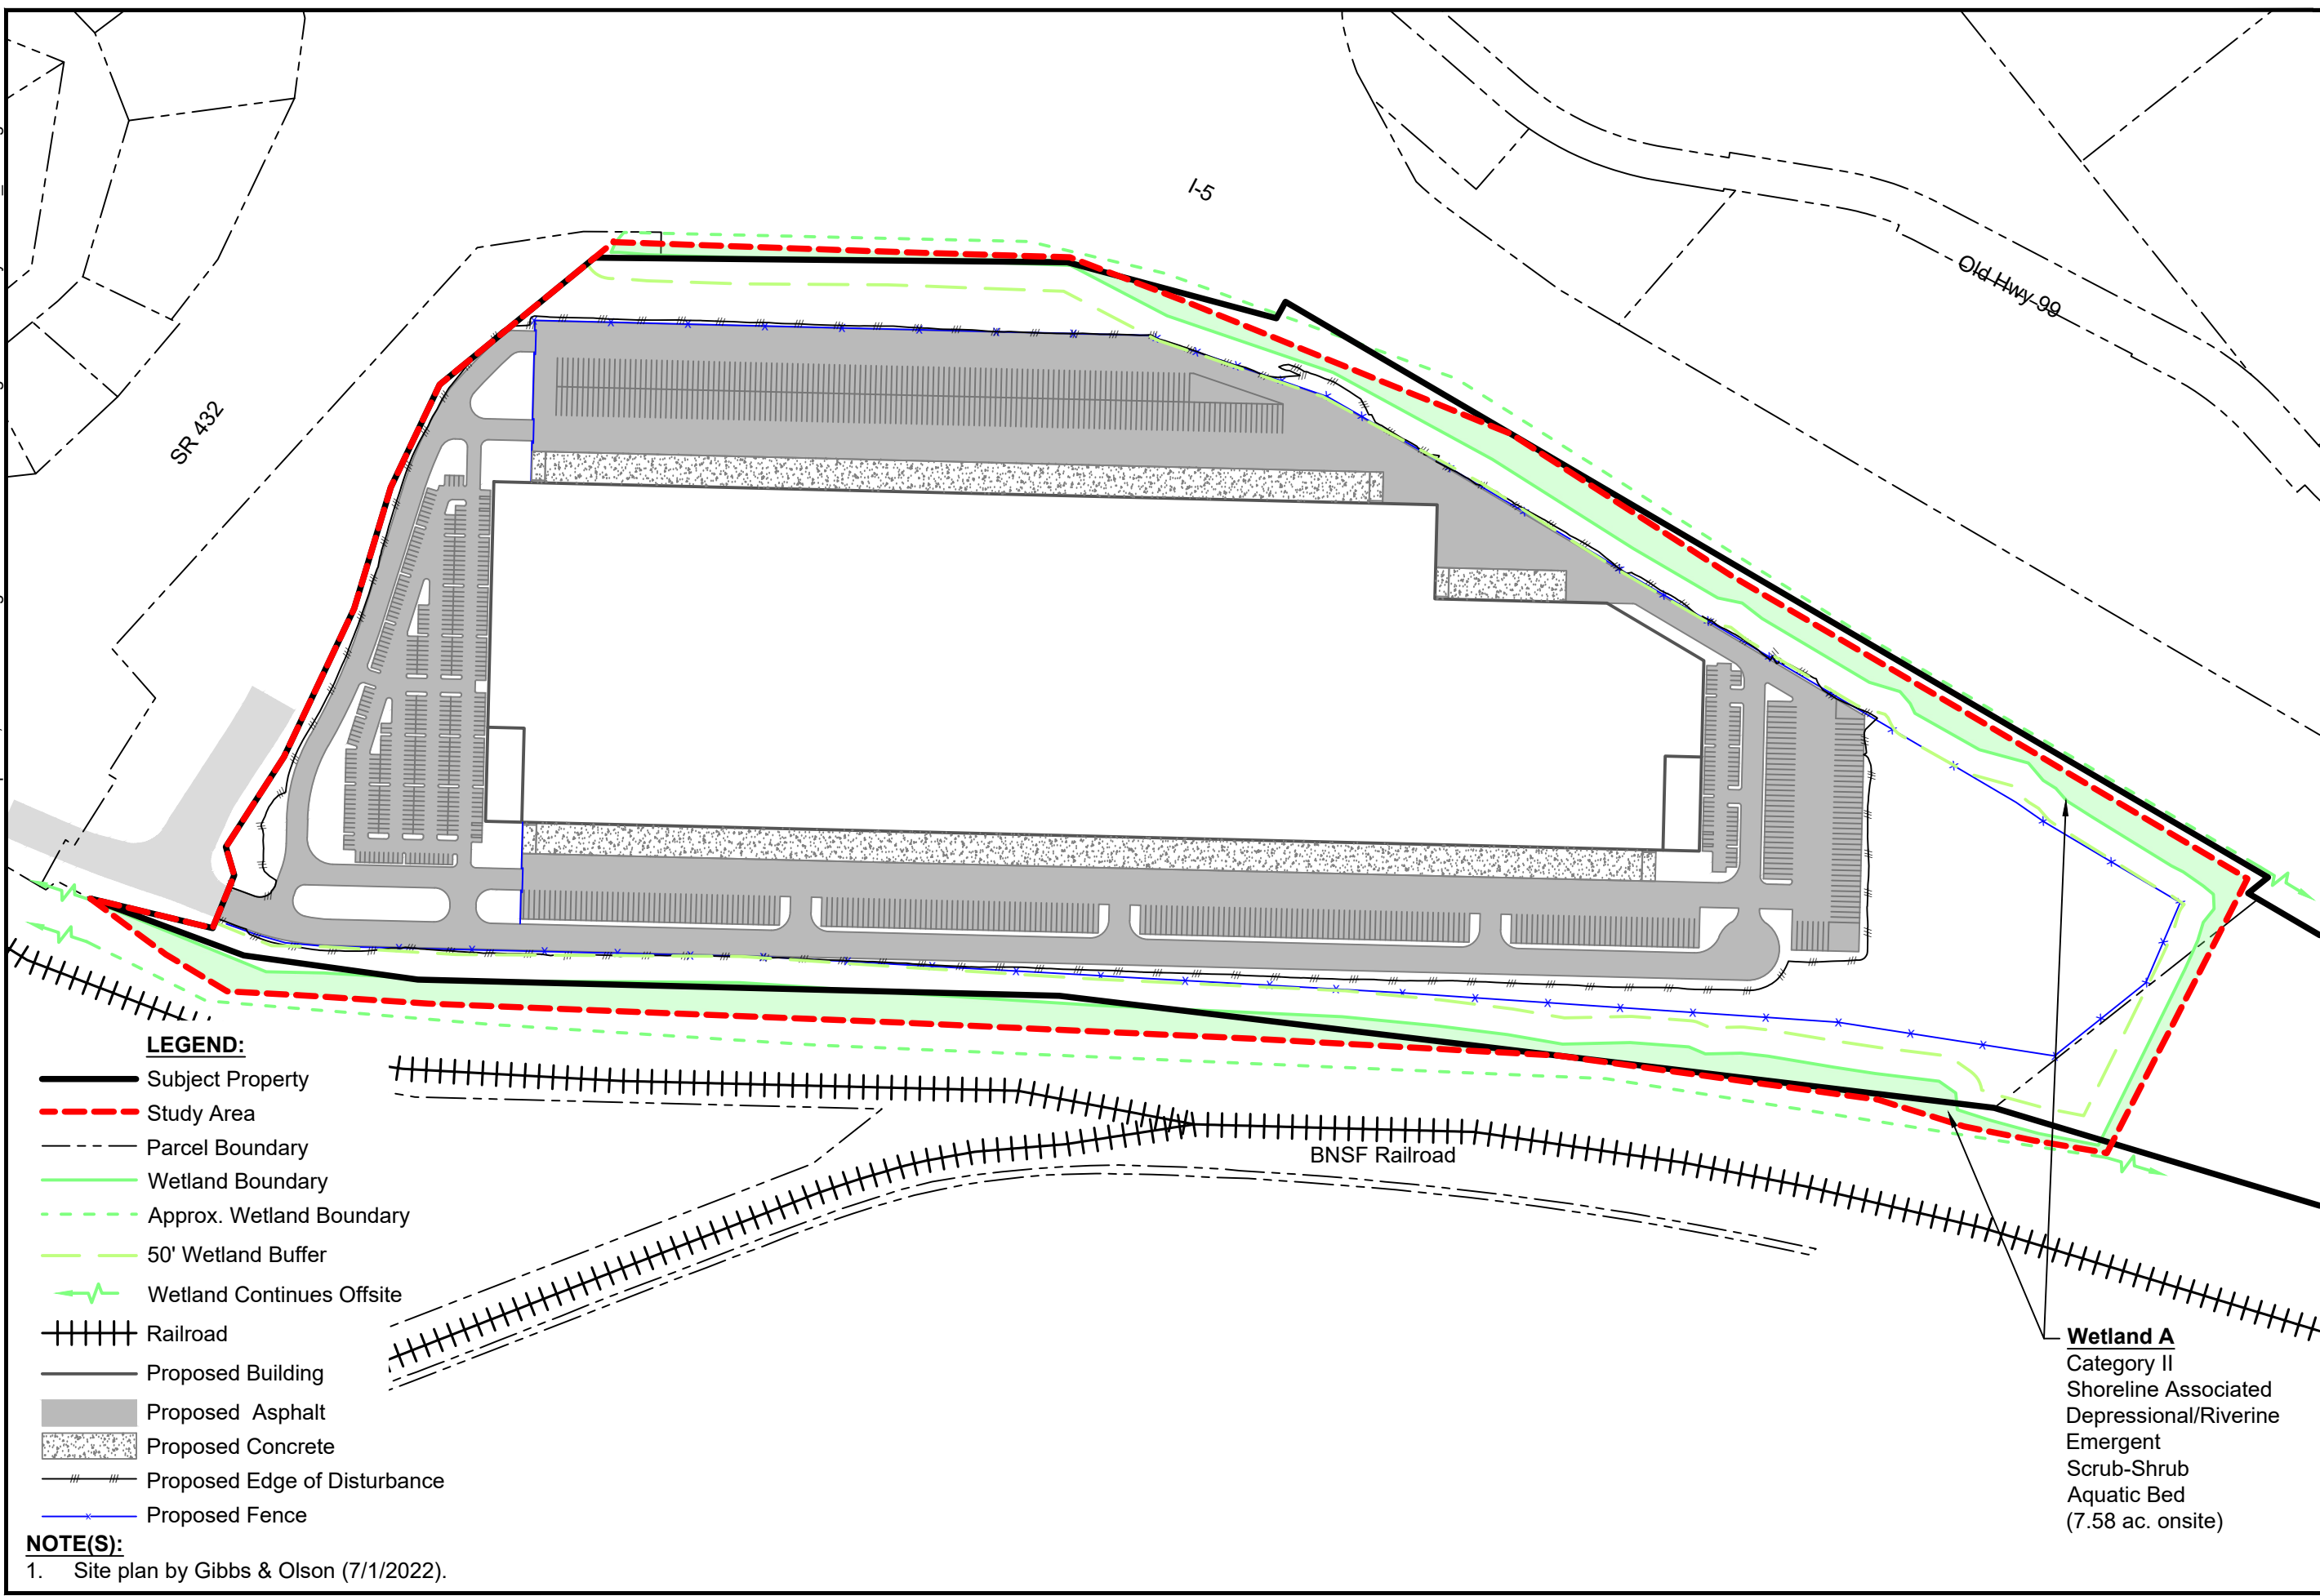 I-5
Old Hwy 99
SR 432
BNSF Railroad
LEGEND:
Subject Property
Study Area
Parcel Boundary
Wetland Boundary
Approx. Wetland Boundary
50' Wetland Buffer
Wetland Continues Offsite
Railroad
Proposed Building
Proposed Asphalt
Proposed Concrete
Proposed Edge of Disturbance
Proposed Fence
NOTE(S):
1. Site plan by Gibbs & Olson (7/1/2022).
Wetland A
Category II
Shoreline Associated
Depressional/Riverine
Emergent
Scrub-Shrub
Aquatic Bed
(7.58 ac. onsite)